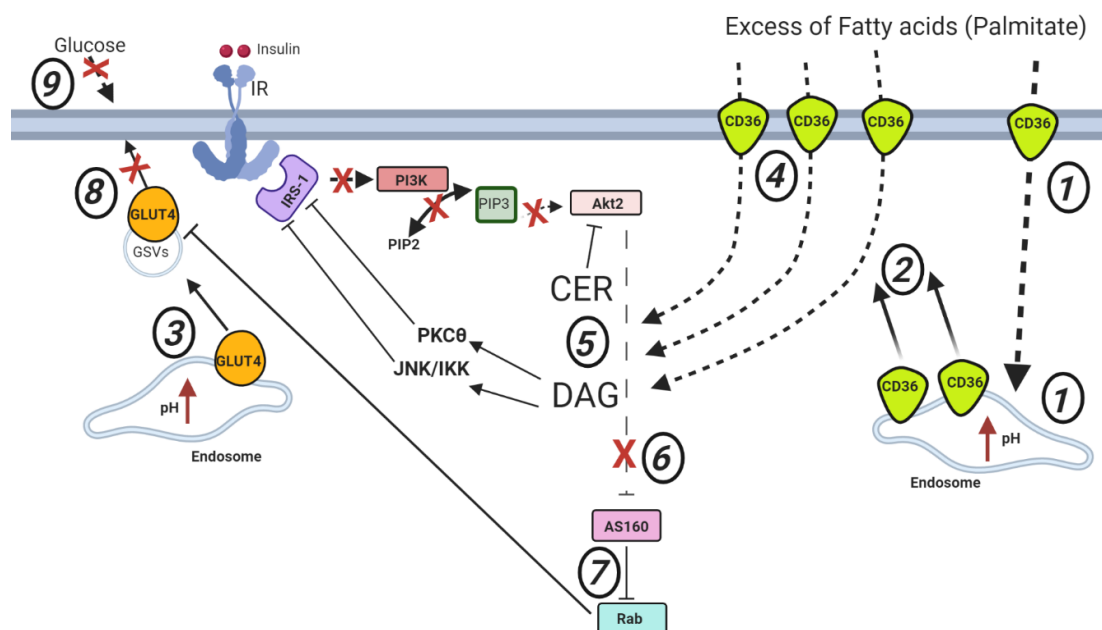 Excess of Fatty acids (Palmitate)
Glucose
Insulin
IR
9
CD36
CD36
CD36
CD36
4
1
8
IRS-1
PI3K
PIP3
Akt2
PIP2
GLUT4
GSVs
CER
2
3
5
PKCθ
JNK/IKK
DAG
GLUT4
pH
Endosome
CD36
CD36
1
pH
Endosome
6
AS160
7
Rab